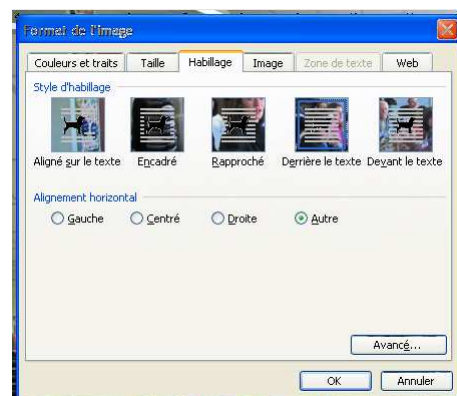 Format de l'image
Couleurs et traits Taille Habillage Image Zone de texte Web
Style d'habillage
Aligné sur le texte Encadré Rapproché Derrière le texte Devant le texte
Alignement horizontal
Gauche Centré Droite Autre
Avancé...
OK Annuler